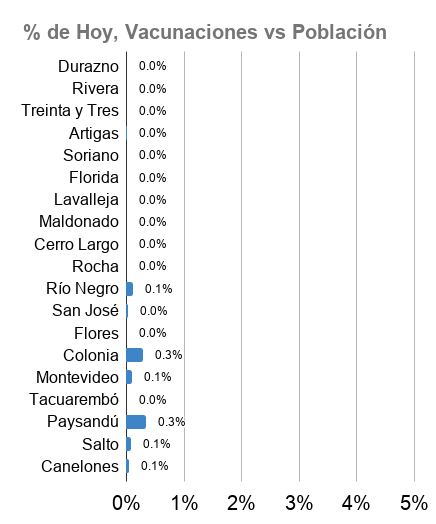 % de Hoy, Vacunaciones vs Población
Durazno 0.0%
Rivera 0.0%
Treinta y Tres 0.0%
Artigas 0.0%
Soriano 0.0%
Florida 0.0%
Lavalleja 0.0%
Maldonado 0.0%
Cerro Largo 0.0%
Rocha 0.0%
Río Negro 0.1%
San José 0.0%
Flores 0.0%
Colonia 0.3%
Montevideo 0.1%
Tacuarembó 0.0%
Paysandú 0.3%
Salto 0.1%
Canelones 0.1%
0% 1% 2% 3% 4% 5%